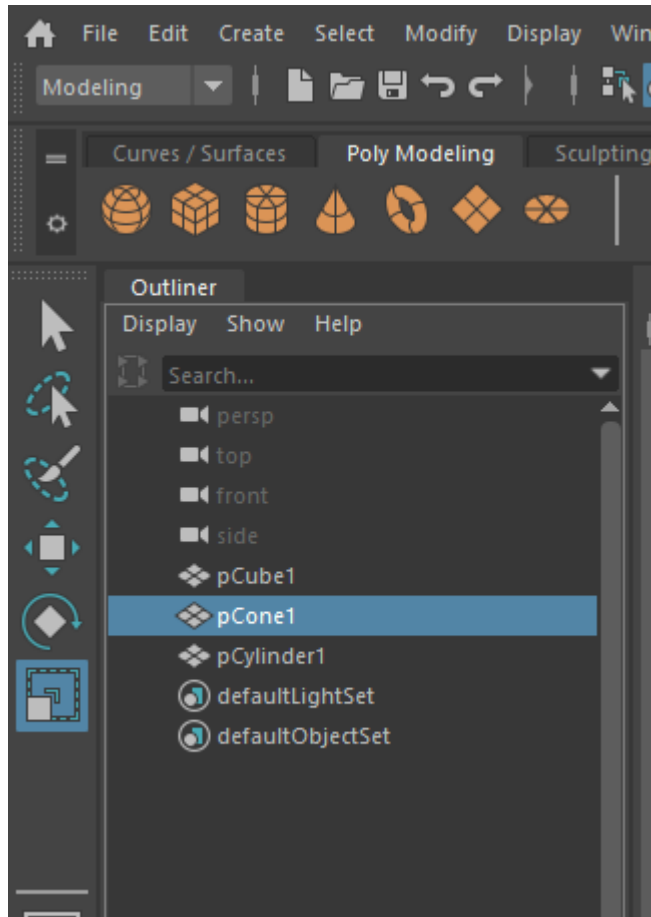 File Edit Create Select Modify Display Win
Modeling
Curves / Surfaces Poly Modeling Sculpting
Outliner
Display Show Help
Search...
persp
top
front
side
pCube1
pCone1
pCylinder1
defaultLightSet
defaultObjectSet